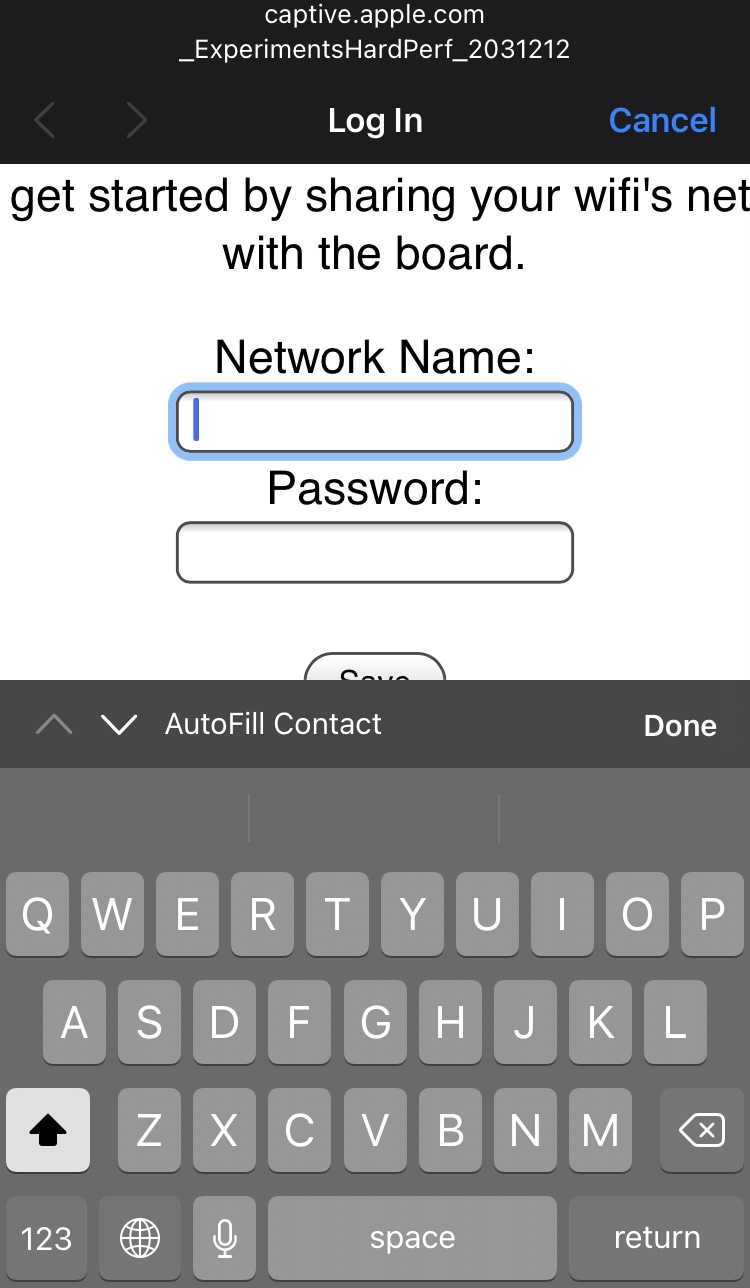 captive.apple.com
_ExperimentsHardPerf_2031212
Log In
Cancel
get started by sharing your wifi's net
with the board.
Network Name:
Password:
Save
AutoFill Contact
Done
Q W E R T Y U I O P
A S D F G H J K L
Z X C V B N M
123
space
return